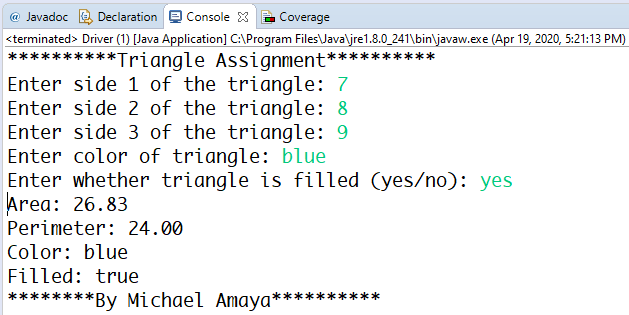 @ Javadoc Declaration Console Coverage
<terminated> Driver (1) [Java Application] C:\Program Files\Java\jre1.8.0_241\bin\javaw.exe (Apr 19, 2020, 5:21:13 PM)
**********Triangle Assignment**********
Enter side 1 of the triangle: 7
Enter side 2 of the triangle: 8
Enter side 3 of the triangle: 9
Enter color of triangle: blue
Enter whether triangle is filled (yes/no): yes
Area: 26.83
Perimeter: 24.00
Color: blue
Filled: true
********By Michael Amaya**********